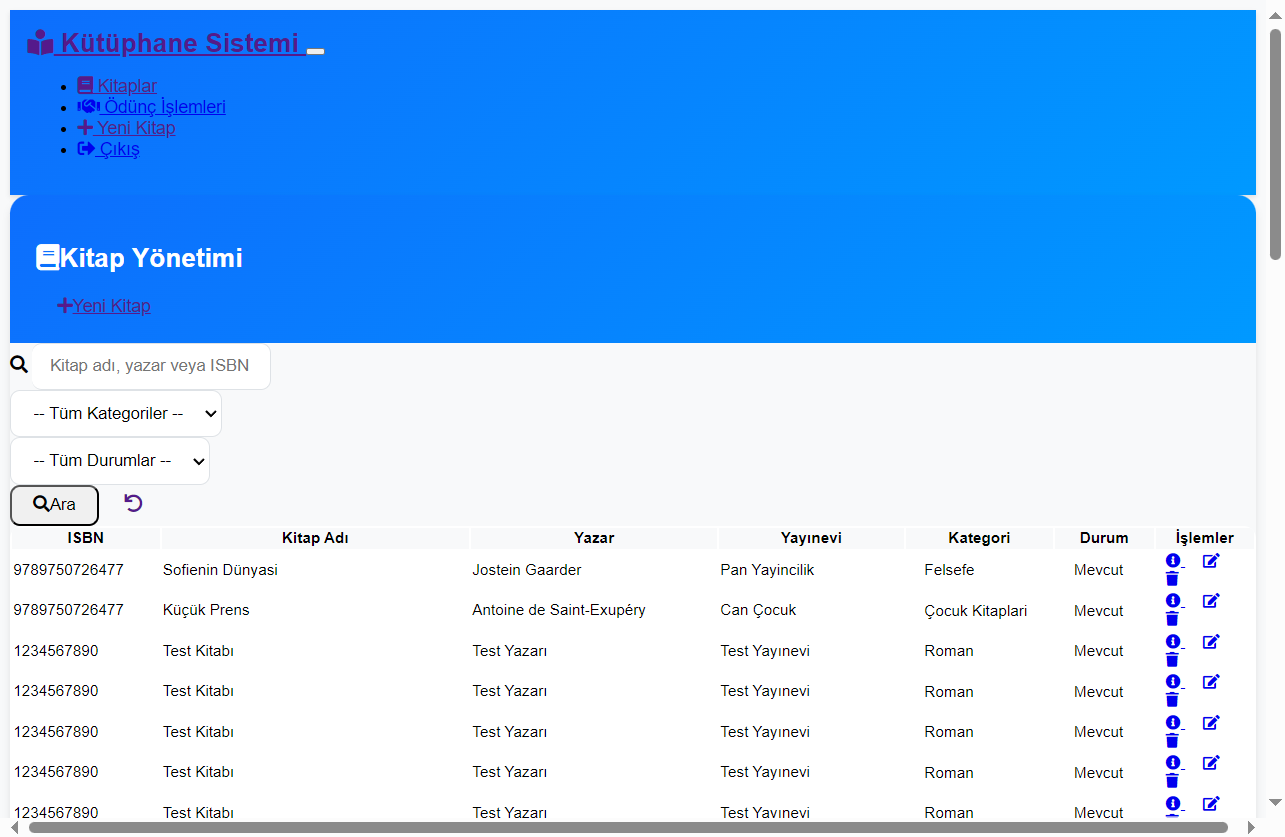 Kütüphane Sistemi
Kitaplar
Ödünç İşlemleri
Yeni Kitap
Çıkış
Kitap Yönetimi
Yeni Kitap
Kitap adı, yazar veya ISBN
-- Tüm Kategoriler --
-- Tüm Durumlar --
Ara
ISBN Kitap Adı Yazar Yayınevi Kategori Durum İşlemler
9789750726477 Sofienin Dünyasi Jostein Gaarder Pan Yayincilik Felsefe Mevcut
9789750726477 Küçük Prens Antoine de Saint-Exupéry Can Çocuk Çocuk Kitaplari Mevcut
1234567890 Test Kitabı Test Yazarı Test Yayınevi Roman Mevcut
1234567890 Test Kitabı Test Yazarı Test Yayınevi Roman Mevcut
1234567890 Test Kitabı Test Yazarı Test Yayınevi Roman Mevcut
1234567890 Test Kitabı Test Yazarı Test Yayınevi Roman Mevcut
1234567890 Test Kitabı Test Yazarı Test Yayınevi Roman Mevcut